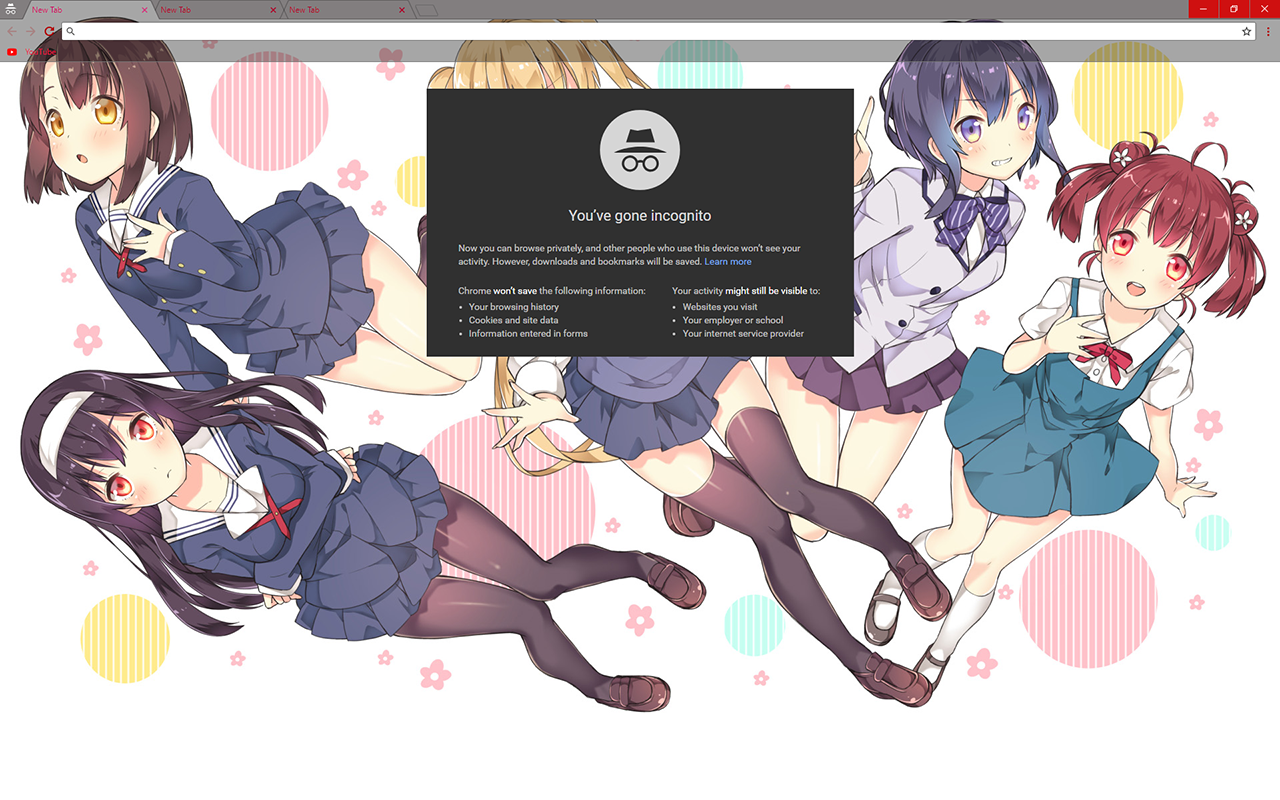 New Tab
New Tab
New Tab
YouTube
You've gone incognito
Now you can browse privately, and other people who use this device won't see your
activity. However, downloads and bookmarks will be saved. Learn more
Chrome won't save the following information:
• Your browsing history
• Cookies and site data
• Information entered in forms
Your activity might still be visible to:
• Websites you visit
• Your employer or school
• Your internet service provider